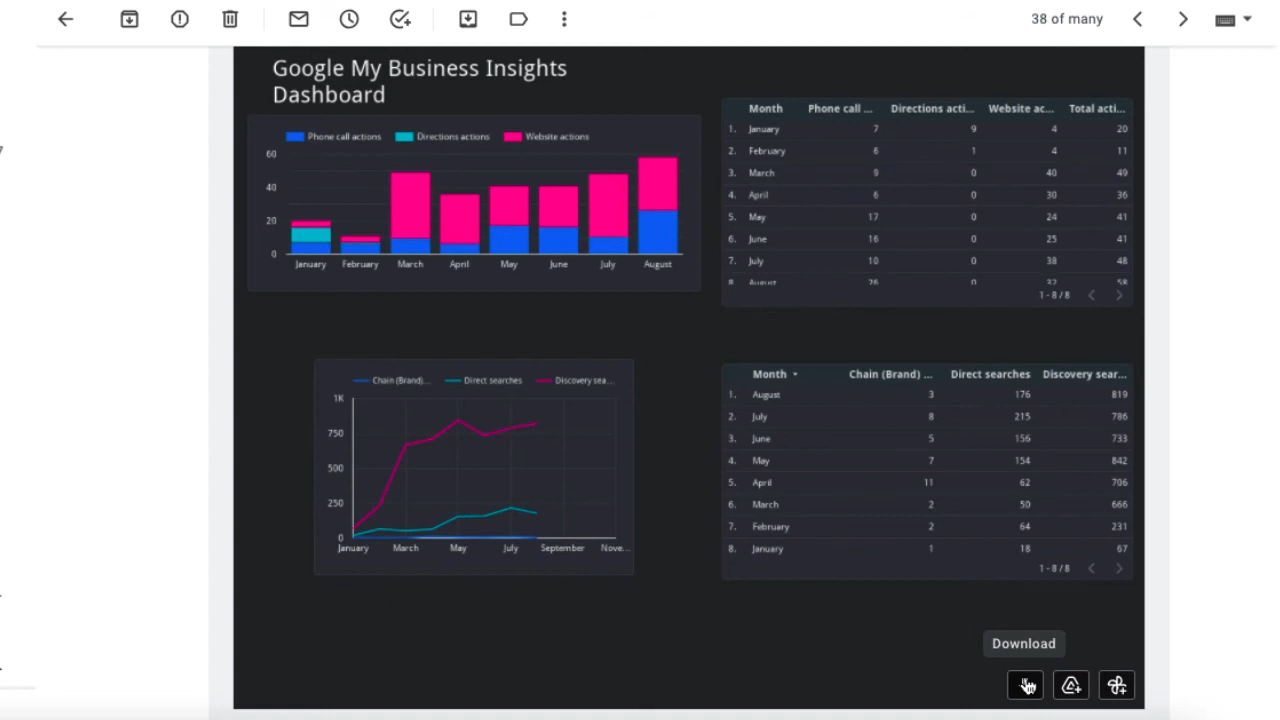 38 of many
Google My Business Insights
Dashboard
Phone call actions Directions actions Website actions
60
40
20
0
January February March April May June July August
Month Phone call ... Directions acti... Website ac... Total acti...
1. January 7 9 4 20
2. February 6 1 4 11
3. March 9 0 40 49
4. April 6 0 30 36
5. May 17 0 24 41
6. June 16 0 25 41
7. July 10 0 38 48
8. August 26 0 32 58
1 - 8 / 8
Chain (Brand)... Direct searches Discovery sea...
1K
750
500
250
0
January March May July September Nove...
Month Chain (Brand) ... Direct searches Discovery sear...
1. August 3 176 819
2. July 8 215 786
3. June 5 156 733
4. May 7 154 842
5. April 11 62 706
6. March 2 50 666
7. February 2 64 231
8. January 1 18 67
1 - 8 / 8
Download